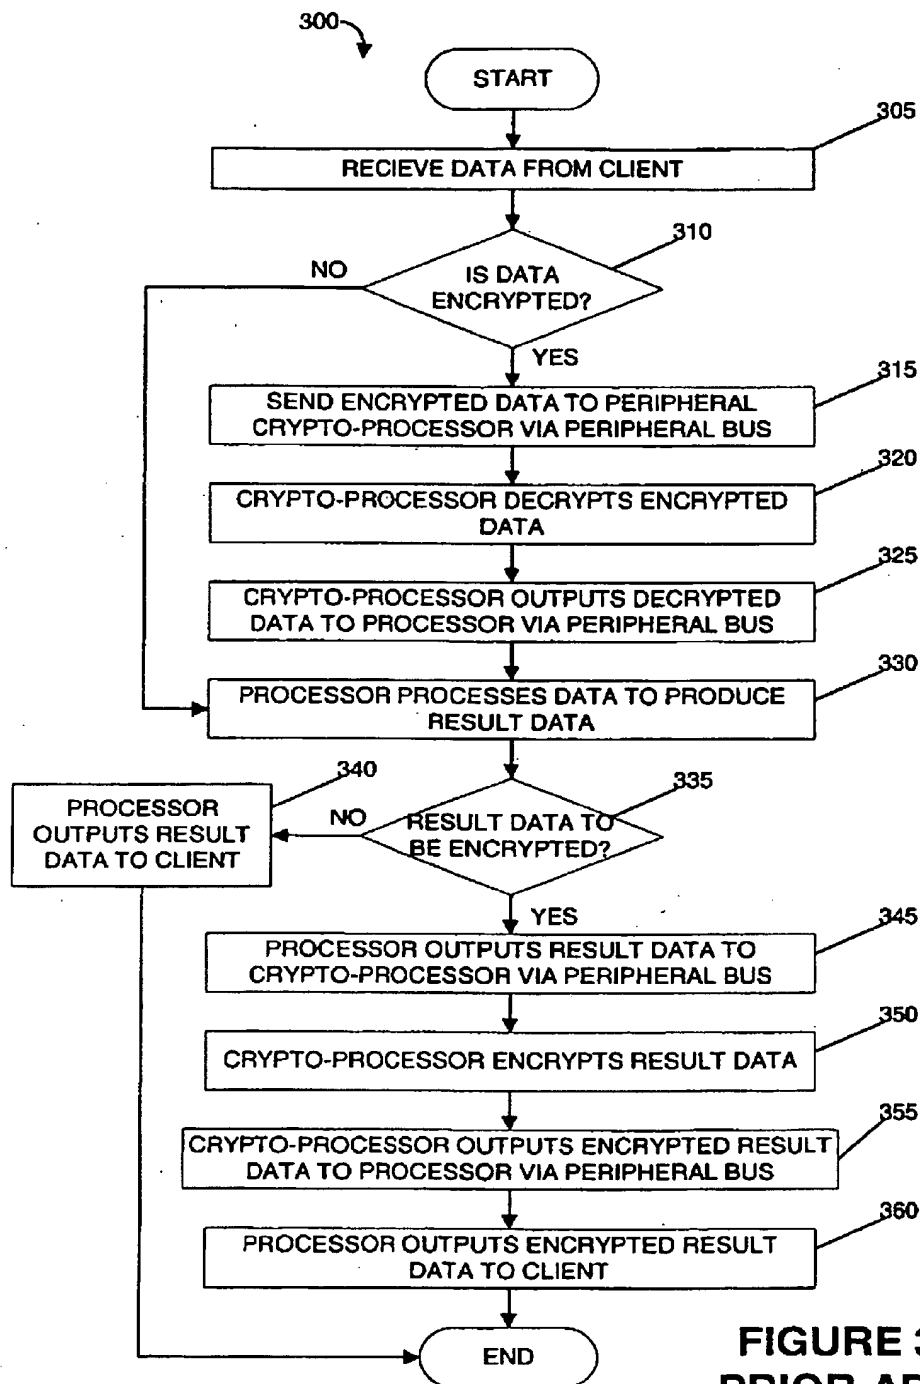 300
START
305
RECIEVE DATA FROM CLIENT
310
IS DATA
ENCRYPTED?
NO
YES
315
SEND ENCRYPTED DATA TO PERIPHERAL
CRYPTO-PROCESSOR VIA PERIPHERAL BUS
320
CRYPTO-PROCESSOR DECRYPTS ENCRYPTED
DATA
325
CRYPTO-PROCESSOR OUTPUTS DECRYPTED
DATA TO PROCESSOR VIA PERIPHERAL BUS
330
PROCESSOR PROCESSES DATA TO PRODUCE
RESULT DATA
335
RESULT DATA TO
BE ENCRYPTED?
NO
340
PROCESSOR
OUTPUTS RESULT
DATA TO CLIENT
YES
345
PROCESSOR OUTPUTS RESULT DATA TO
CRYPTO-PROCESSOR VIA PERIPHERAL BUS
350
CRYPTO-PROCESSOR ENCRYPTS RESULT DATA
355
CRYPTO-PROCESSOR OUTPUTS ENCRYPTED RESULT
DATA TO PROCESSOR VIA PERIPHERAL BUS
360
PROCESSOR OUTPUTS ENCRYPTED RESULT
DATA TO CLIENT
END
FIGURE 3
PRIOR